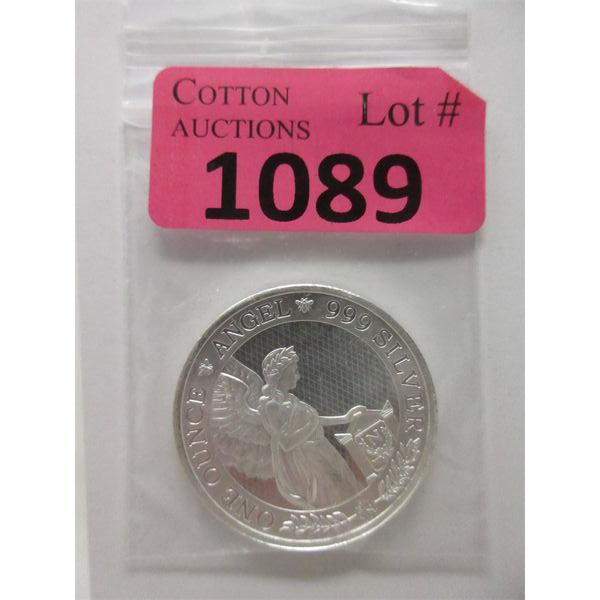 COTTON
AUCTIONS
Lot #
1089
ONE OUNCE ANGEL 999 SILVER
N